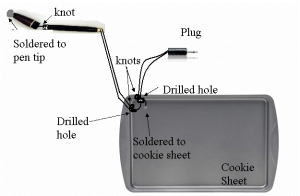 knot
Soldered to
pen tip
Plug
knots
Drilled hole
Drilled
hole
Soldered to
cookie sheet
Cookie
Sheet